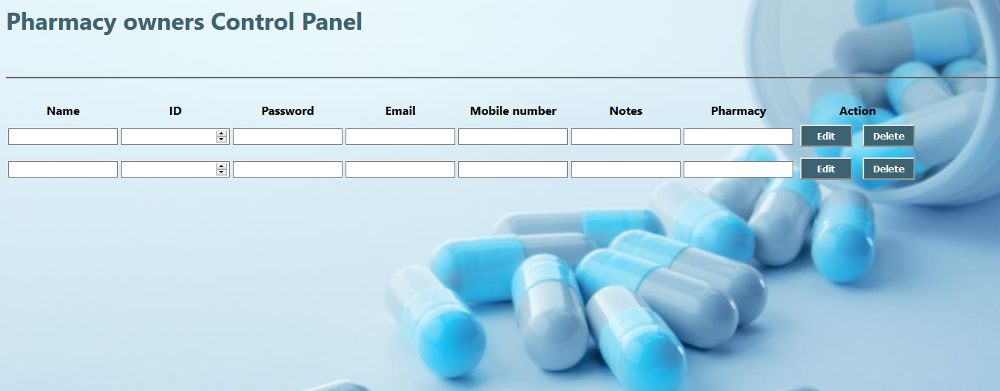 Pharmacy owners Control Panel
Name ID Password Email Mobile number Notes Pharmacy Action
Edit Delete
Edit Delete